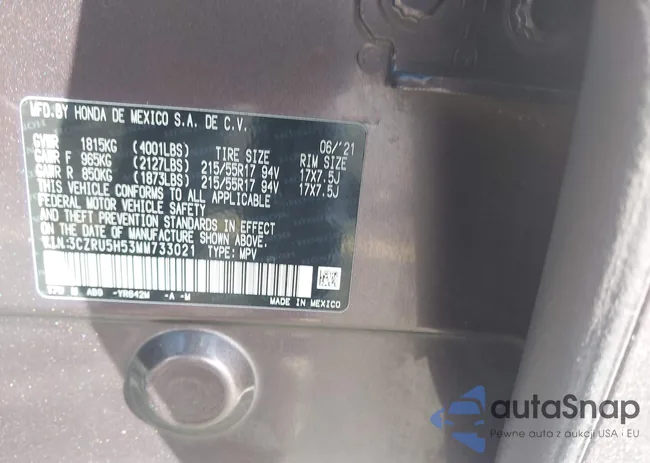 MFD.BY HONDA DE MEXICO S.A. DE C.V.
06/'21
GVWR 1815KG (4001LBS) TIRE SIZE RIM SIZE
GAWR F 965KG (2127LBS) 215/55R17 94V 17X7.5J
GAWR R 850KG (1873LBS) 215/55R17 94V 17X7.5J
THIS VEHICLE CONFORMS TO ALL APPLICABLE
FEDERAL MOTOR VEHICLE SAFETY
AND THEFT PREVENTION STANDARDS IN EFFECT
ON THE DATE OF MANUFACTURE SHOWN ABOVE.
V.I.N.:3CZRU5H53MM733021 TYPE: MPV
-YR642M -A -M
MADE IN MEXICO
autoSnap
Pewne auto z aukcji USA i EU